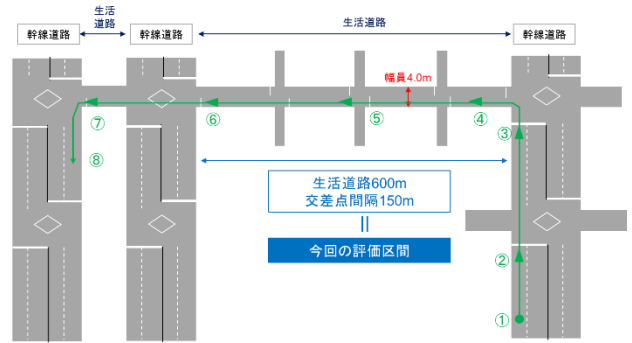 生活
道路
生活道路
幹線道路
幹線道路
幹線道路
幅員4.0m
⑦
⑥
⑤
④
③
⑧
生活道路600m
交差点間隔150m
||
今回の評価区間
②
①